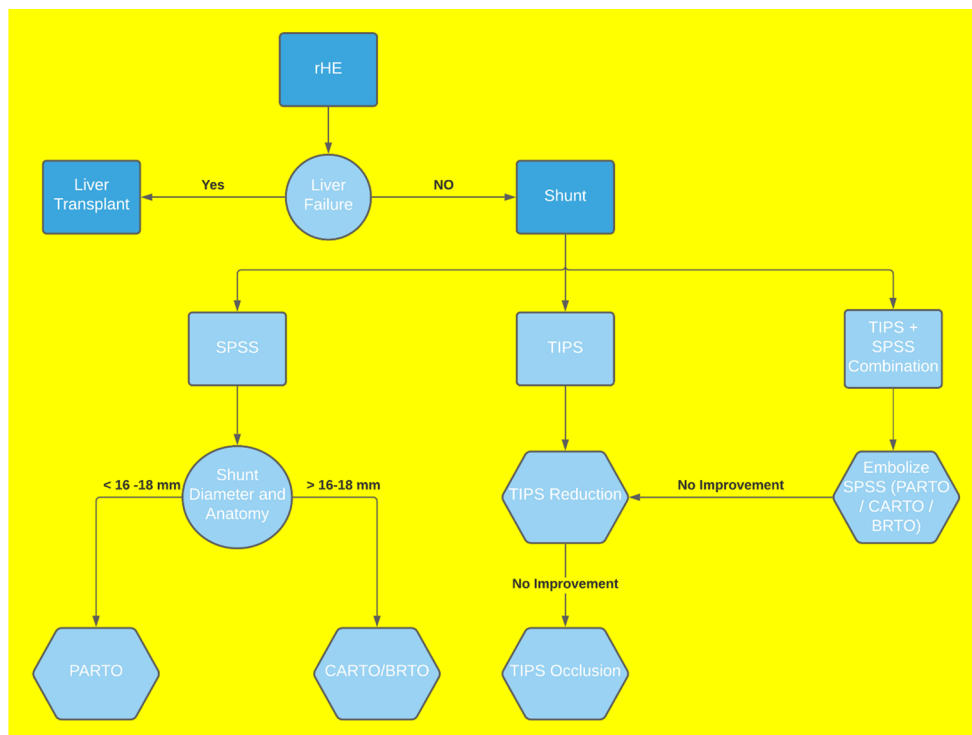 rHE
Liver
Transplant
Yes
Liver
Failure
NO
Shunt
SPSS
TIPS
TIPS +
SPSS
Combination
< 16 -18 mm
Shunt
Diameter and
Anatomy
> 16-18 mm
TIPS Reduction
No Improvement
Embolize
SPSS (PARTO
/ CARTO /
BRTO)
No Improvement
PARTO
CARTO/BRTO
TIPS Occlusion